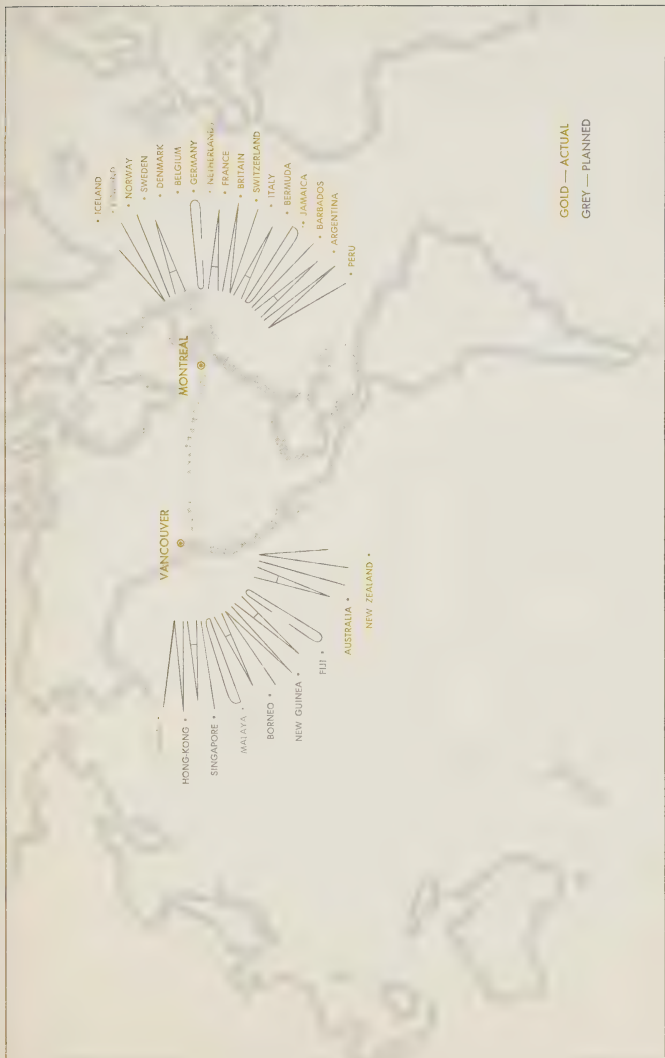 • ICELAND
• NORWAY
• SWEDEN
• DENMARK
• BELGIUM
• GERMANY
• NETHERLANDS
• FRANCE
• BRITAIN
• SWITZERLAND
• ITALY
• BERMUDA
• JAMAICA
• BARBADOS
• ARGENTINA
• PERU
MONTREAL
VANCOUVER
HONG-KONG •
SINGAPORE •
MALAYA •
BORNEO •
NEW GUINEA •
FIJI •
AUSTRALIA •
NEW ZEALAND •
GOLD — ACTUAL
GREY — PLANNED